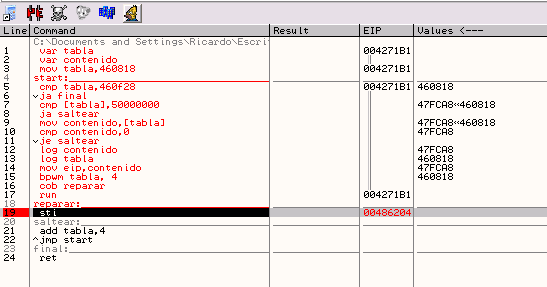 Line Command Result EIP Values <---
C:\Documents and Settings\Ricardo\Escri
1 var tabla 004271B1
2 var contenido
3 mov tabla,460818 004271B1
4 start:
5 cmp tabla,460f28 004271B1 460818
6 ja final
7 cmp [tabla],50000000 47FCA8<<460818
8 ja saltear
9 mov contenido,[tabla] 47FCA8<<460818
10 cmp contenido,0 47FCA8
11 je saltear
12 log contenido 47FCA8
13 log tabla 460818
14 mov eip,contenido 47FCA8
15 bpwm tabla, 4 460818
16 cob reparar
17 run 004271B1
18 reparar:
19 sti 00486204
20 saltear:
21 add tabla,4
22 ^jmp start
23 final:
24 ret